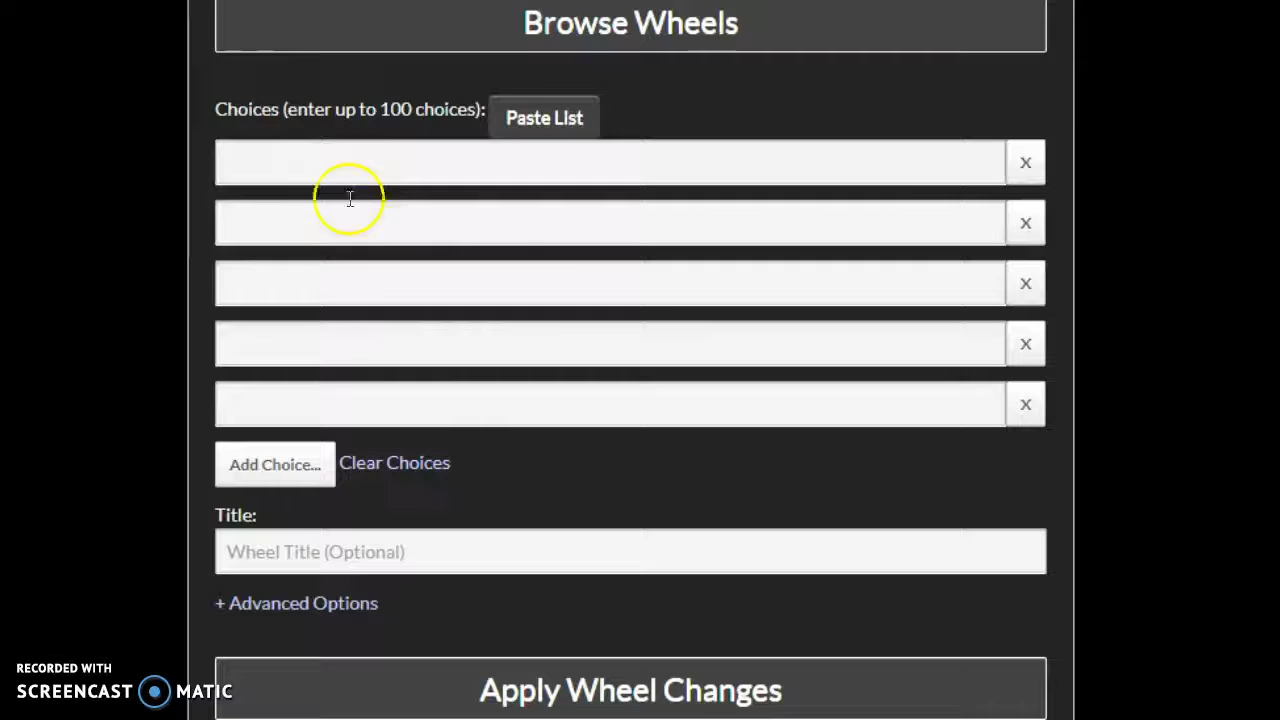 Browse Wheels
Choices (enter up to 100 choices): Paste List
x
x
x
x
x
Add Choice... Clear Choices
Title:
Wheel Title (Optional)
+ Advanced Options
Apply Wheel Changes
RECORDED WITH
SCREENCAST MATIC